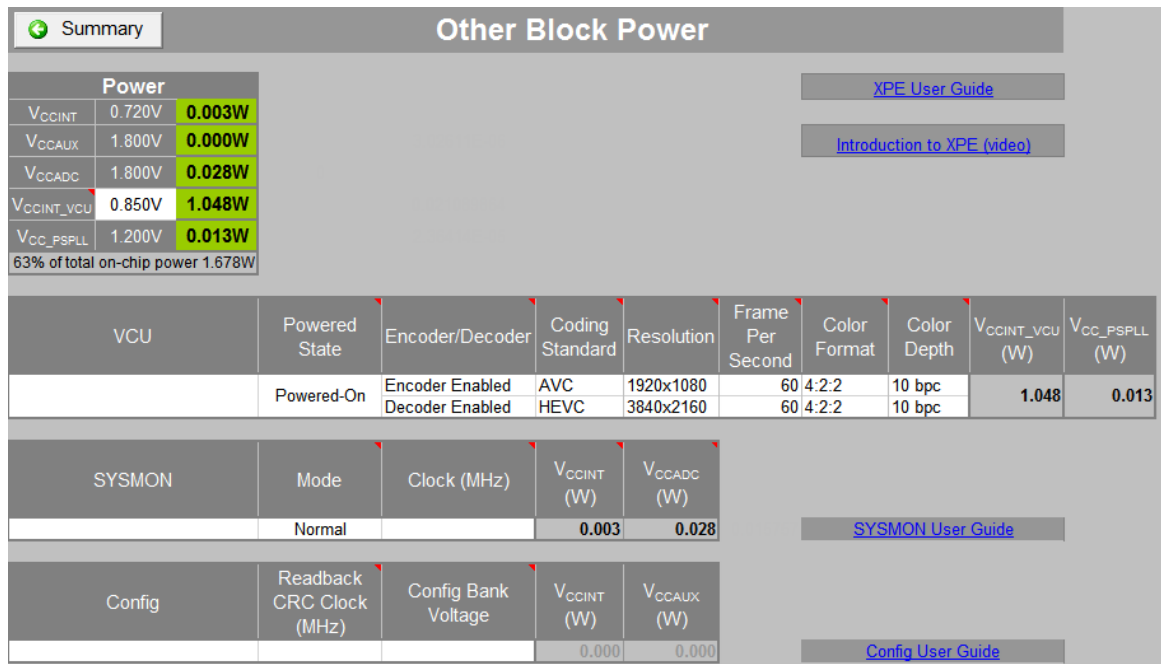 Summary
Other Block Power
Power
VCCINT 0.720V 0.003W
VCCAUX 1.800V 0.000W
VCCADC 1.800V 0.028W
VCCINT_VCU 0.850V 1.048W
VCC_PSPLL 1.200V 0.013W
63% of total on-chip power 1.678W
XPE User Guide
Introduction to XPE (video)
VCU Powered State Encoder/Decoder Coding Standard Resolution Frame Per Second Color Format Color Depth VCCINT_VCU (W) VCC_PSPLL (W)
Powered-On Encoder Enabled AVC 1920x1080 60 4:2:2 10 bpc 1.048 0.013
Decoder Enabled HEVC 3840x2160 60 4:2:2 10 bpc
SYSMON Mode Clock (MHz) VCCINT (W) VCCADC (W)
Normal 0.003 0.028
SYSMON User Guide
Config Readback CRC Clock (MHz) Config Bank Voltage VCCINT (W) VCCAUX (W)
0.000 0.000
Config User Guide